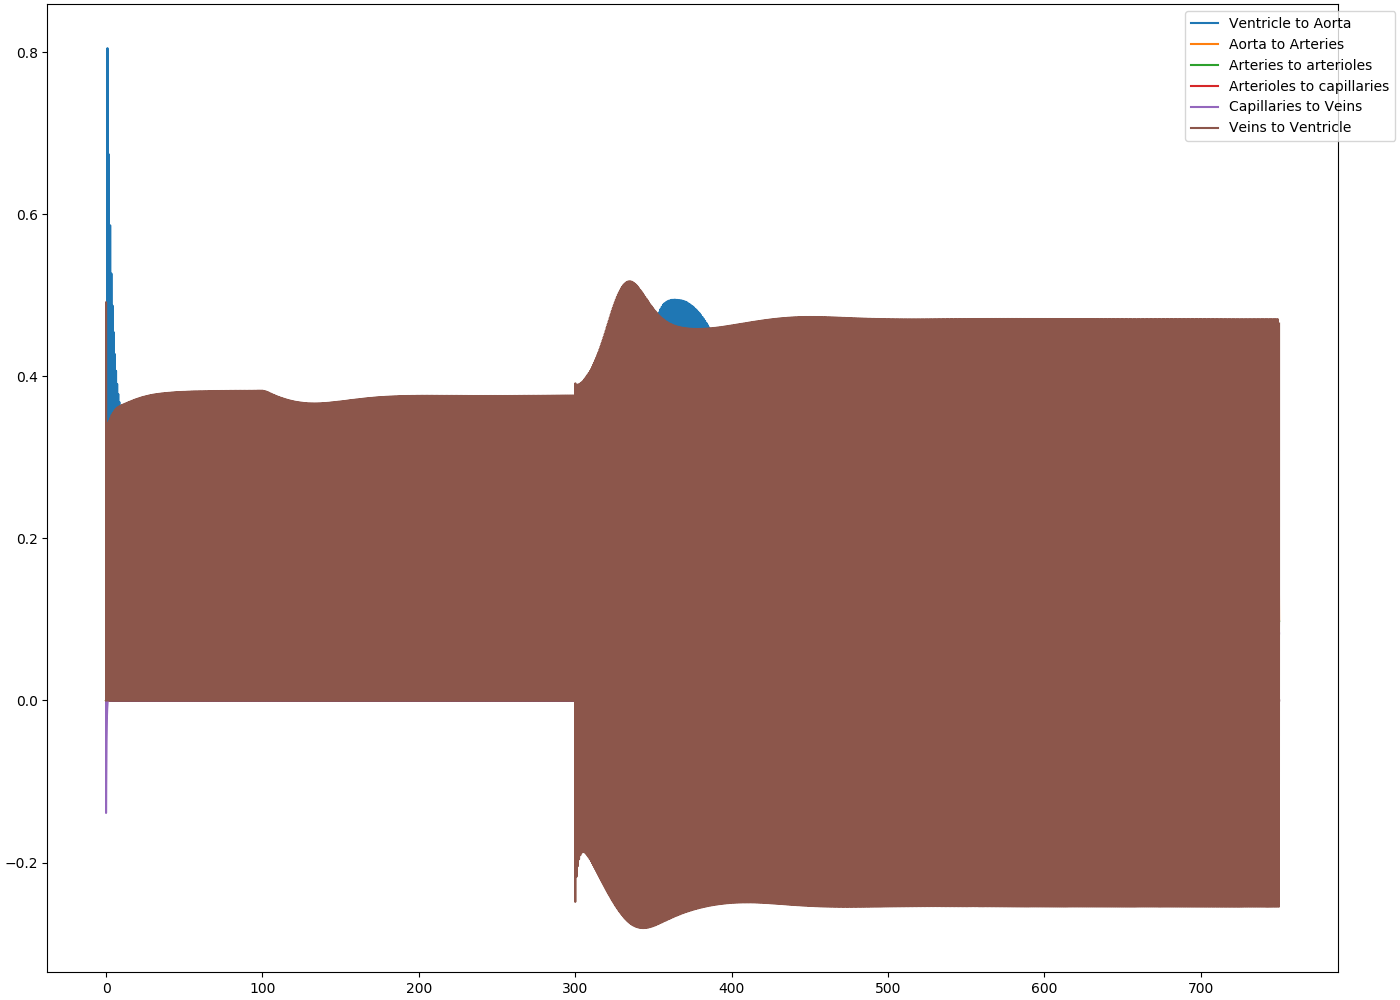 Ventricle to Aorta
Aorta to Arteries
Arteries to arterioles
Arterioles to capillaries
Capillaries to Veins
Veins to Ventricle
0.8
0.6
0.4
0.2
0.0
−0.2
0 100 200 300 400 500 600 700